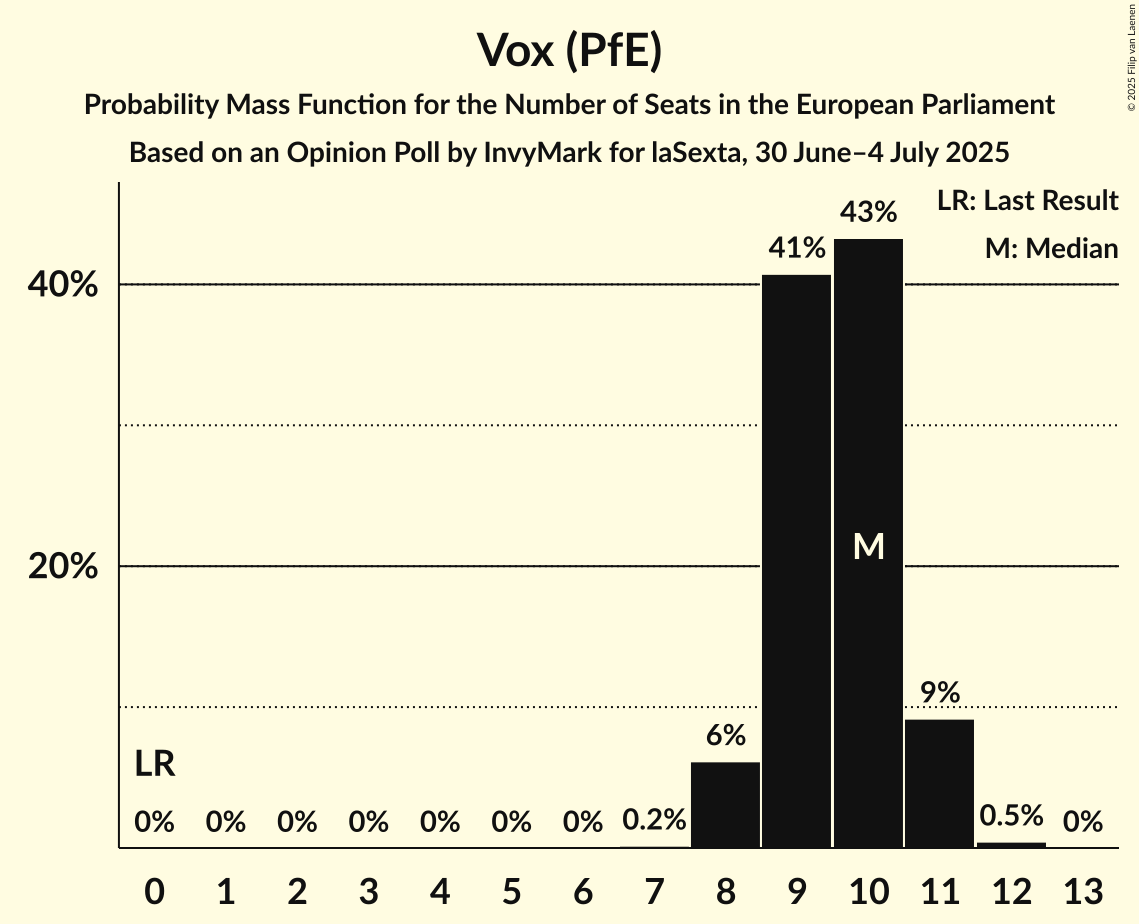 Vox (PfE)
Probability Mass Function for the Number of Seats in the European Parliament
Based on an Opinion Poll by InvyMark for laSexta, 30 June–4 July 2025
© 2025 Filip van Laenen
LR: Last Result
M: Median
43%
41%
40%
M
20%
9%
6%
LR
0% 0% 0% 0% 0% 0% 0% 0.2% 0.5% 0%
0 1 2 3 4 5 6 7 8 9 10 11 12 13